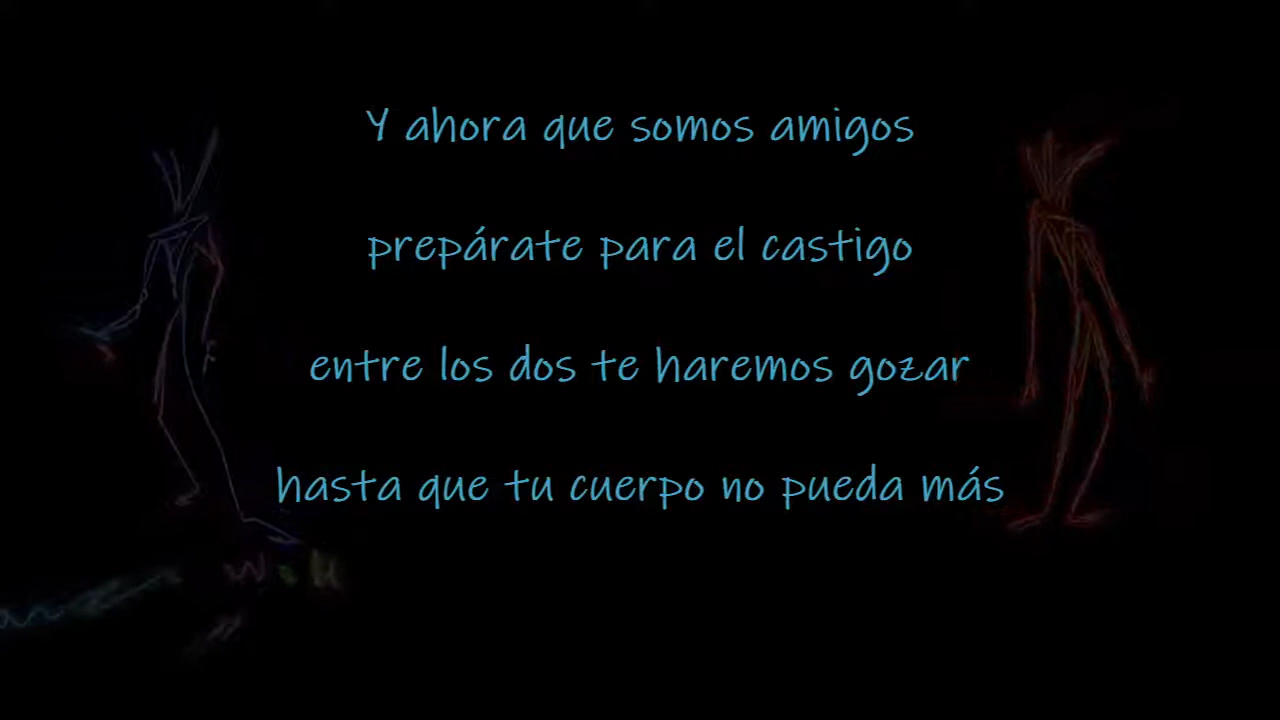 Y ahora que somos amigos
prepárate para el castigo
entre los dos te haremos gozar
hasta que tu cuerpo no pueda más